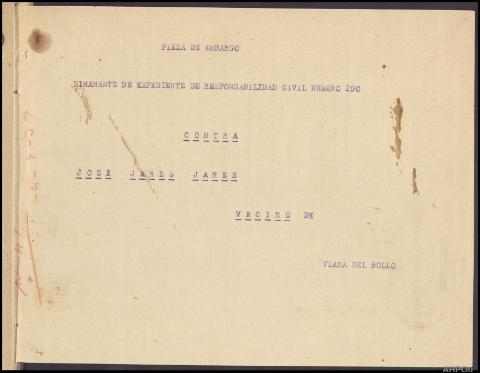 PIEZA DE EMBARGO
DIMANANTE DE EXPEDIENTE DE RESPONSABILIDAD CIVIL NUMERO 290
CONTRA
JOSÉ JARES JARES
VECINO DE
VIANA DEL BOLLO
AHPOu